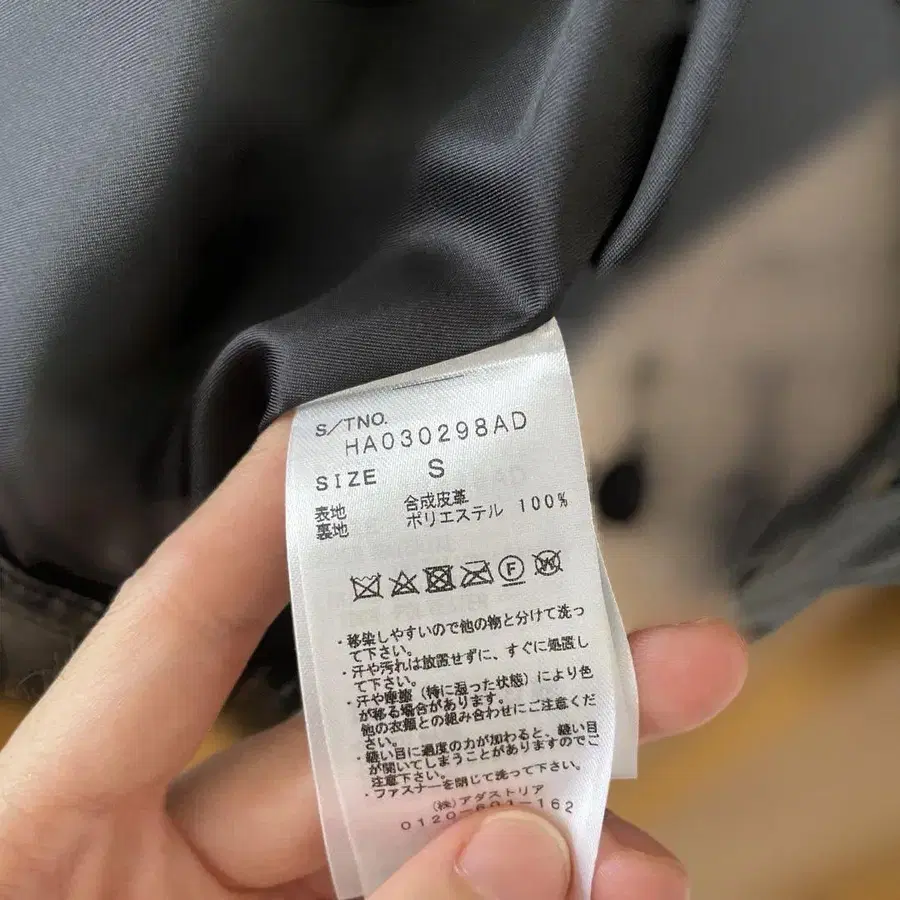 S/TNO.
HA030298AD
SIZE S
表地 合成皮革
裏地 ポリエステル 100%
・移染しやすいので他の物と分けて洗っ
て下さい。
・汗や汚れは放置せずに、すぐに処置し
て下さい。
・汗や摩擦(特に湿った状態)により色
が移る場合があります。
他の衣類との組み合わせにご注意くだ
さい。
・縫い目に過度の力が加わると、縫い目
が開いてしまうことがありますのでご
注意下さい。
・ファスナーを閉じて洗って下さい。
(株)アダストリア
0120-601-162